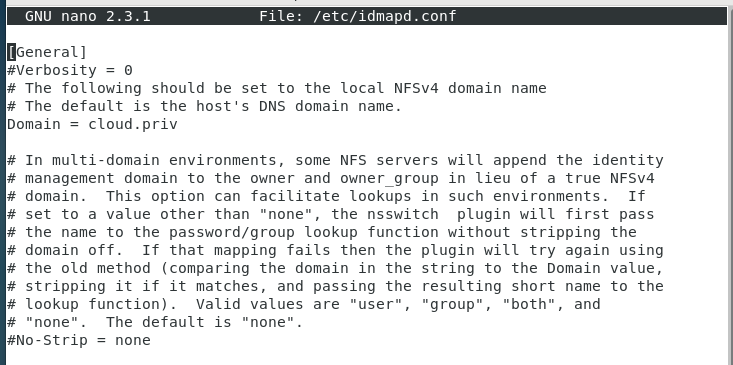 GNU nano 2.3.1 File: /etc/idmapd.conf
[General]
#Verbosity = 0
# The following should be set to the local NFSv4 domain name
# The default is the host's DNS domain name.
Domain = cloud.priv
# In multi-domain environments, some NFS servers will append the identity
# management domain to the owner and owner_group in lieu of a true NFSv4
# domain.  This option can facilitate lookups in such environments.  If
# set to a value other than "none", the nsswitch  plugin will first pass
# the name to the password/group lookup function without stripping the
# domain off.  If that mapping fails then the plugin will try again using
# the old method (comparing the domain in the string to the Domain value,
# stripping it if it matches, and passing the resulting short name to the
# lookup function).  Valid values are "user", "group", "both", and
# "none".  The default is "none".
#No-Strip = none